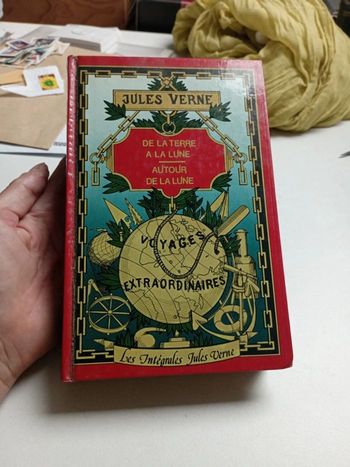 JULES VERNE
DE LA TERRE
A LA LUNE
AUTOUR
DE LA LUNE
VOYAGES
EXTRAORDINAIRES
Les Intégrales Jules Verne